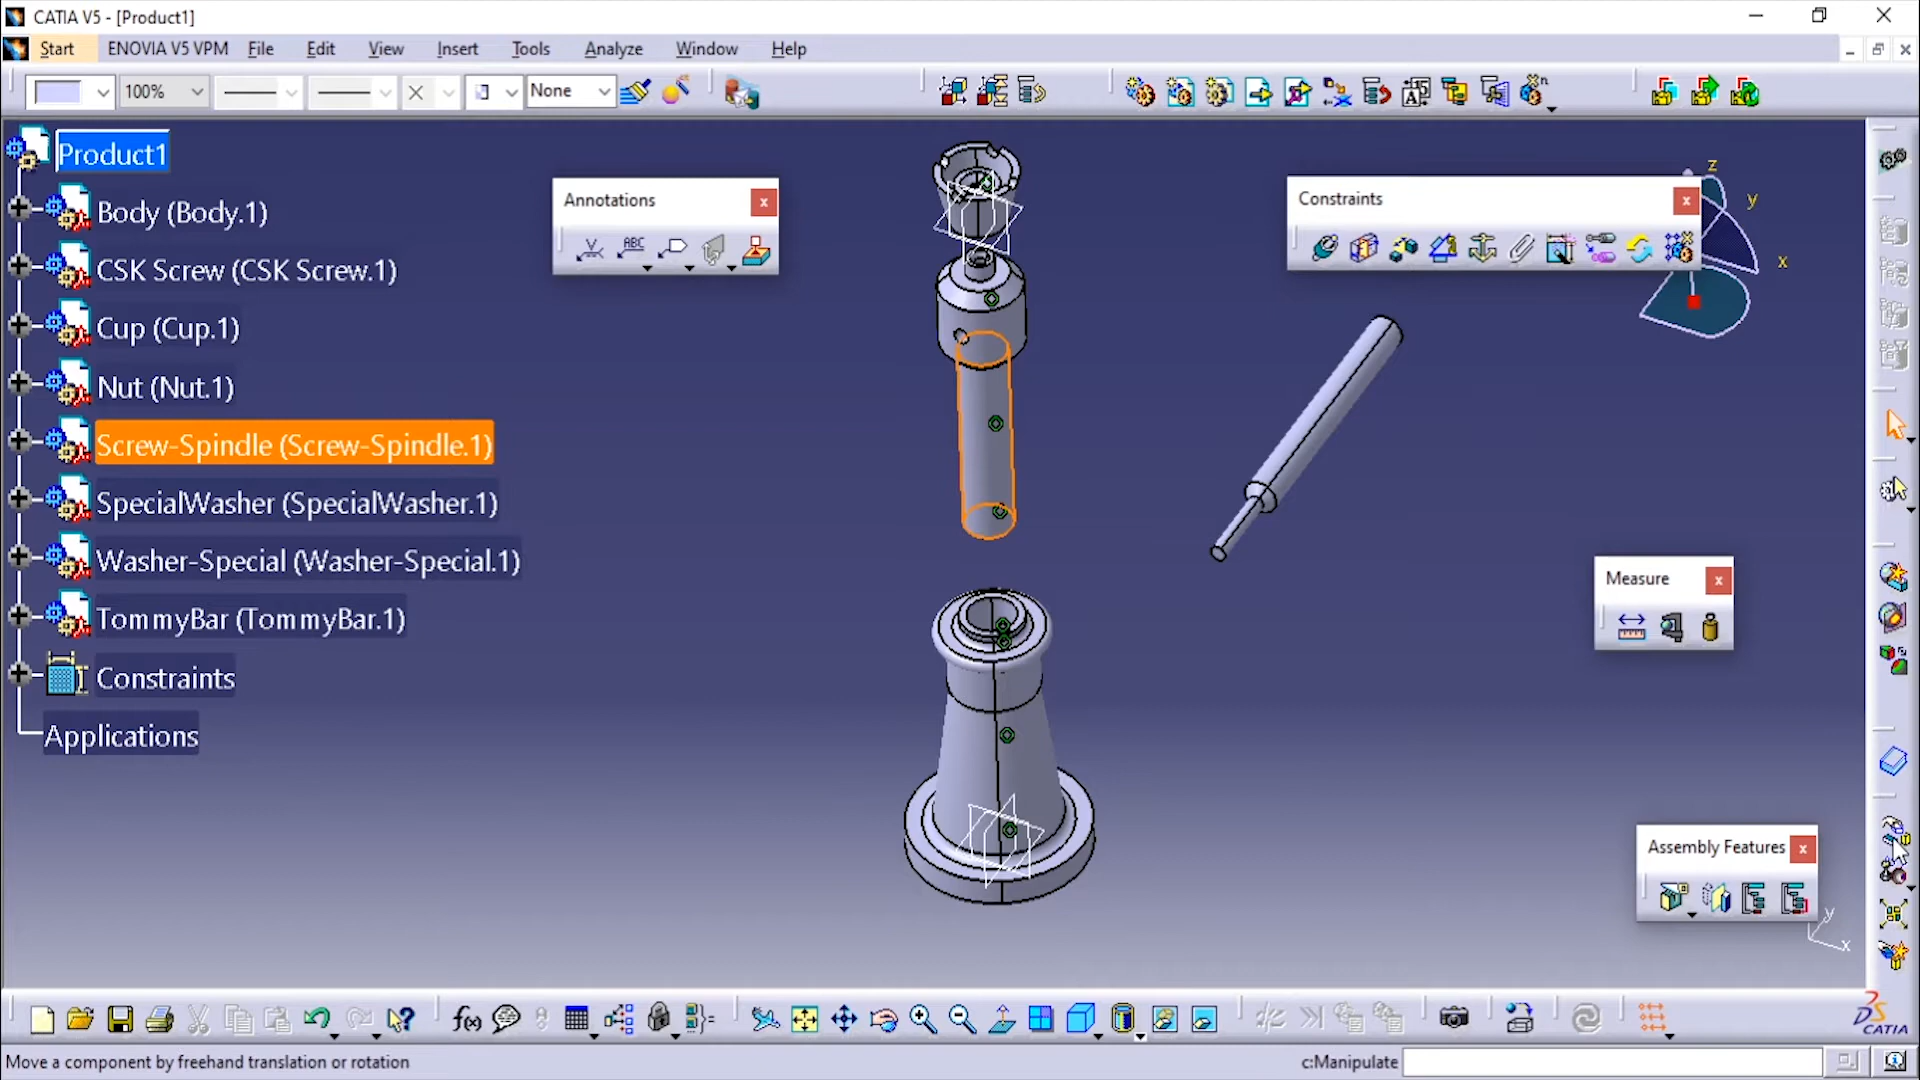 CATIA V5 - [Product1]
Start ENOVIA V5 VPM File Edit View Insert Tools Analyze Window Help
100% None
Product1
Body (Body.1)
CSK Screw (CSK Screw.1)
Cup (Cup.1)
Nut (Nut.1)
Screw-Spindle (Screw-Spindle.1)
SpecialWasher (SpecialWasher.1)
Washer-Special (Washer-Special.1)
TommyBar (TommyBar.1)
Constraints
Applications
Annotations
ABC
Constraints
z
y
x
Measure
Assembly Features
y
x
f(x)
CATIA
Move a component by freehand translation or rotation
c:Manipulate